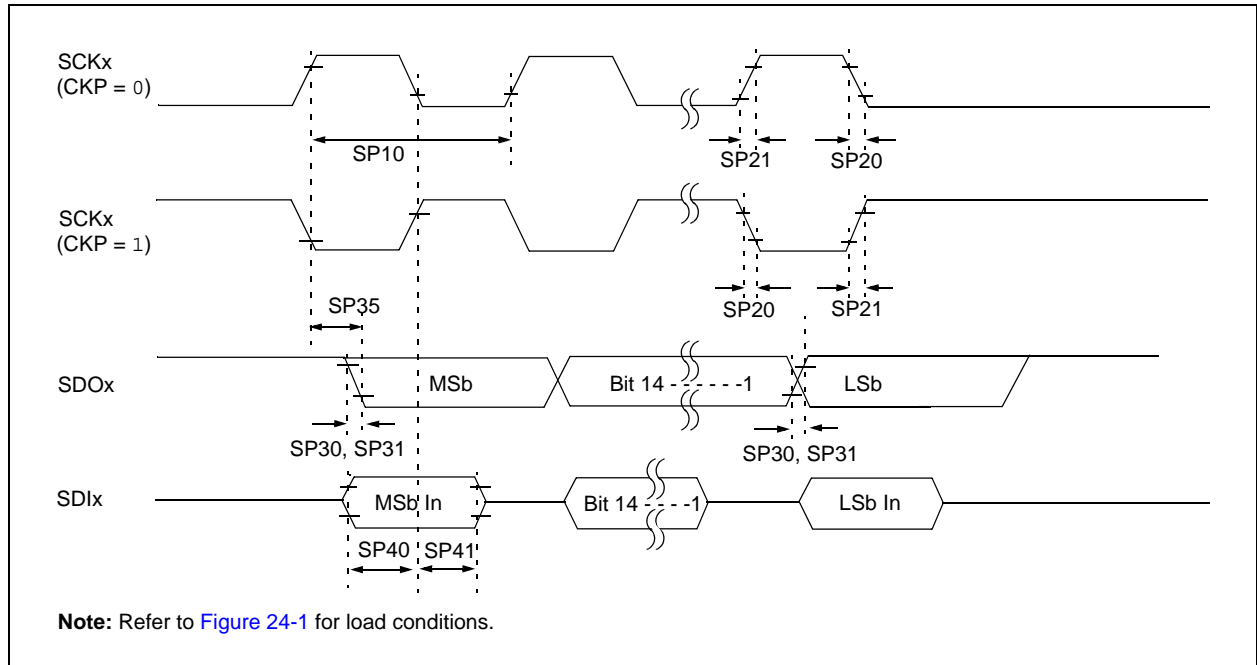 SCKx
(CKP = 0)
SP10
SP21
SP20
SCKx
(CKP = 1)
SP35
SP20
SP21
SDOx
MSb
Bit 14 - - - - - -1
LSb
SP30, SP31
SP30, SP31
SDIx
MSb In
Bit 14 - - - -1
LSb In
SP40
SP41
Note: Refer to Figure 24-1 for load conditions.